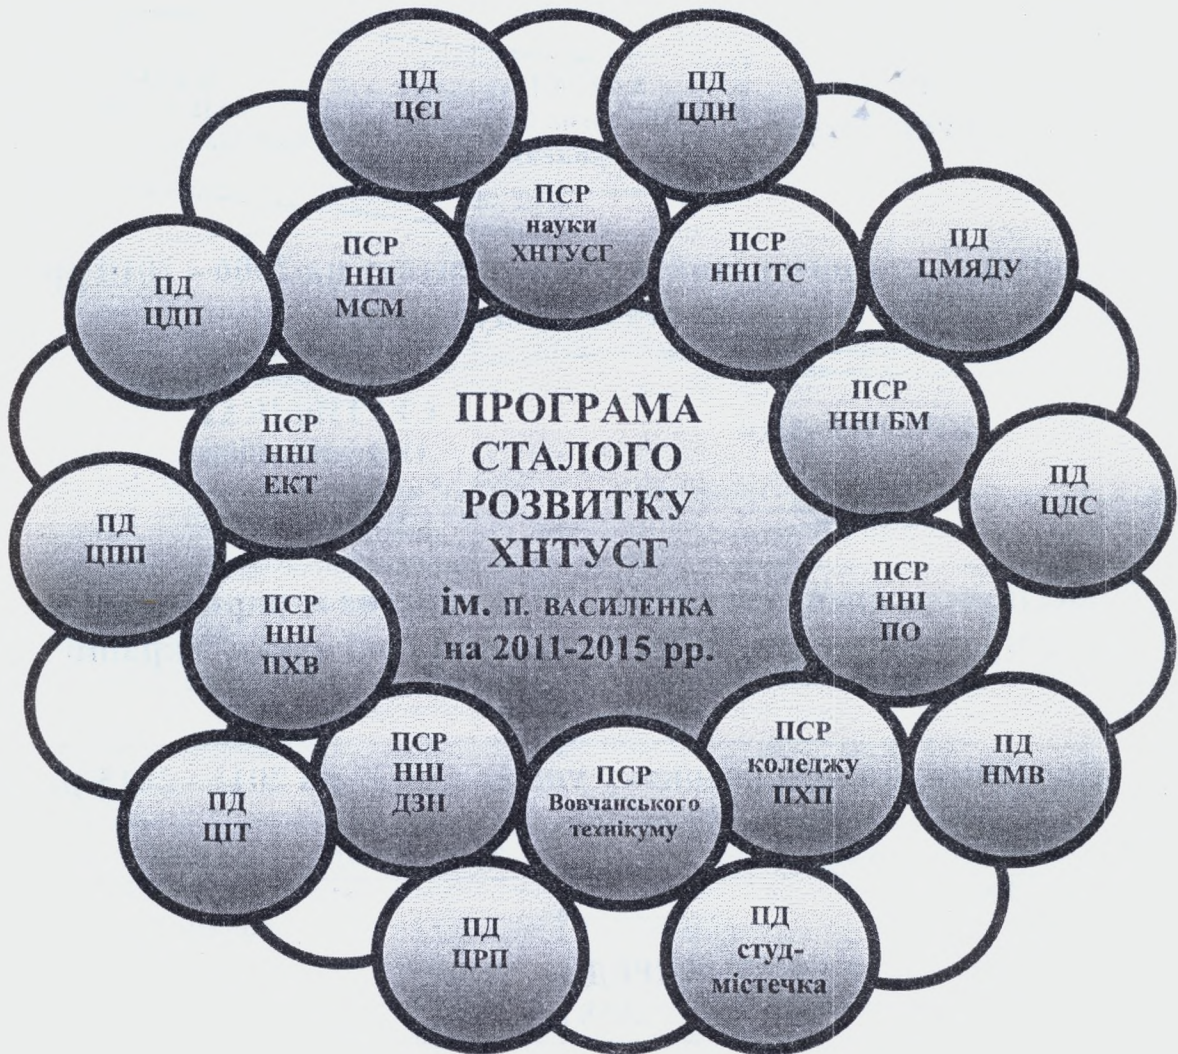 ПД
ЦЄІ
ПД
ЦДН
ПСР
науки
ХНТУСГ
ПСР
ННІ
МСМ
ПСР
ННІ ТС
ПД
ЦМЯДУ
ПД
ЦДП
ПСР
ННІ БМ
ПСР
ННІ
ЕКТ
ПРОГРАМА
СТАЛОГО
РОЗВИТКУ
ХНТУСГ
ім. П. ВАСИЛЕНКА
на 2011-2015 рр.
ПД
ЦДС
ПД
ЦПП
ПСР
ННІ
ПО
ПСР
ННІ
ПХВ
ПСР
ННІ
ДЗН
ПСР
Вовчанського
технікуму
ПСР
коледжу
ПХП
ПД
НМВ
ПД
ЦІТ
ПД
ЦРП
ПД
студ-
містечка